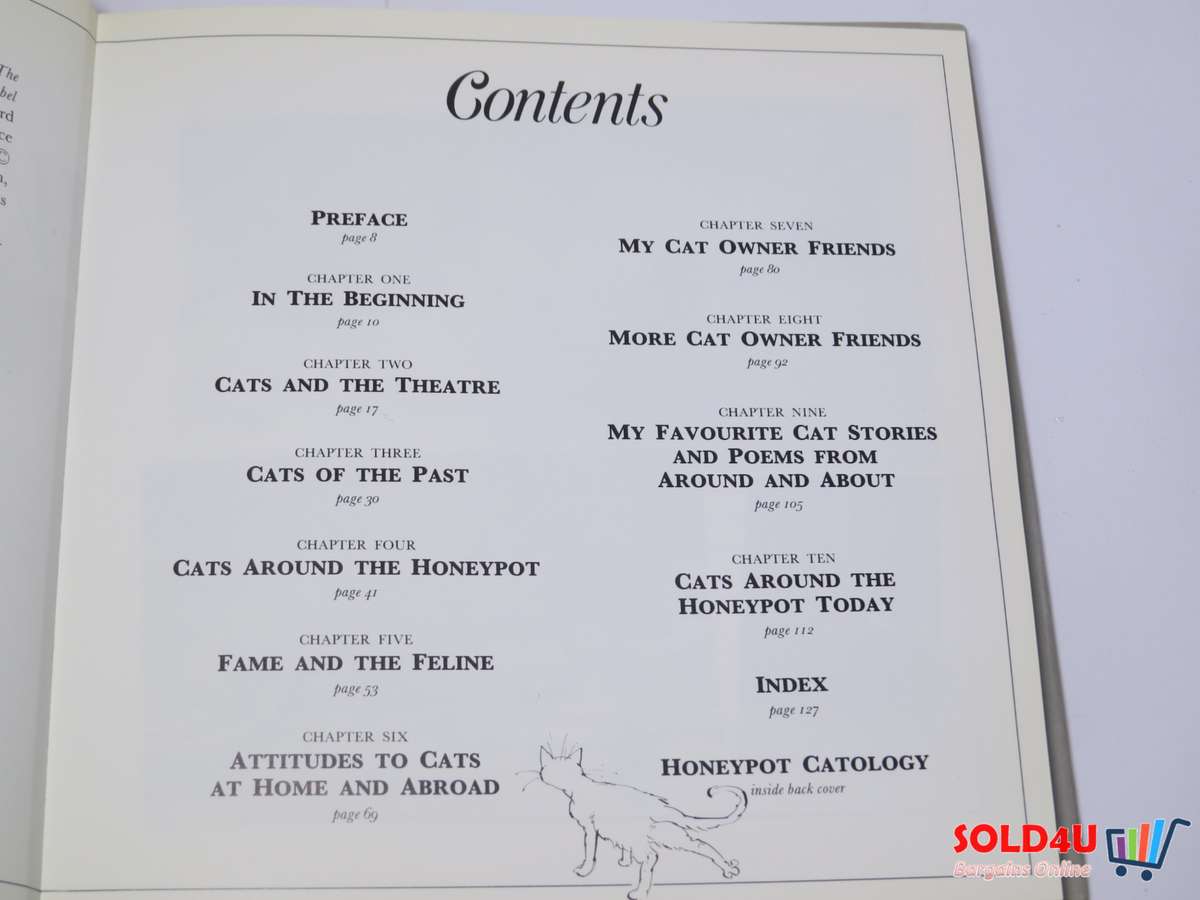 The
bel
rd
ce
s
Contents
PREFACE
page 8
CHAPTER ONE
IN THE BEGINNING
page 10
CHAPTER TWO
CATS AND THE THEATRE
page 17
CHAPTER THREE
CATS OF THE PAST
page 30
CHAPTER FOUR
CATS AROUND THE HONEYPOT
page 41
CHAPTER FIVE
FAME AND THE FELINE
page 53
CHAPTER SIX
ATTITUDES TO CATS
AT HOME AND ABROAD
page 69
CHAPTER SEVEN
MY CAT OWNER FRIENDS
page 80
CHAPTER EIGHT
MORE CAT OWNER FRIENDS
page 92
CHAPTER NINE
MY FAVOURITE CAT STORIES
AND POEMS FROM
AROUND AND ABOUT
page 105
CHAPTER TEN
CATS AROUND THE
HONEYPOT TODAY
page 112
INDEX
page 127
HONEYPOT CATOLOGY
inside back cover
SOLD4U
Bargains Online